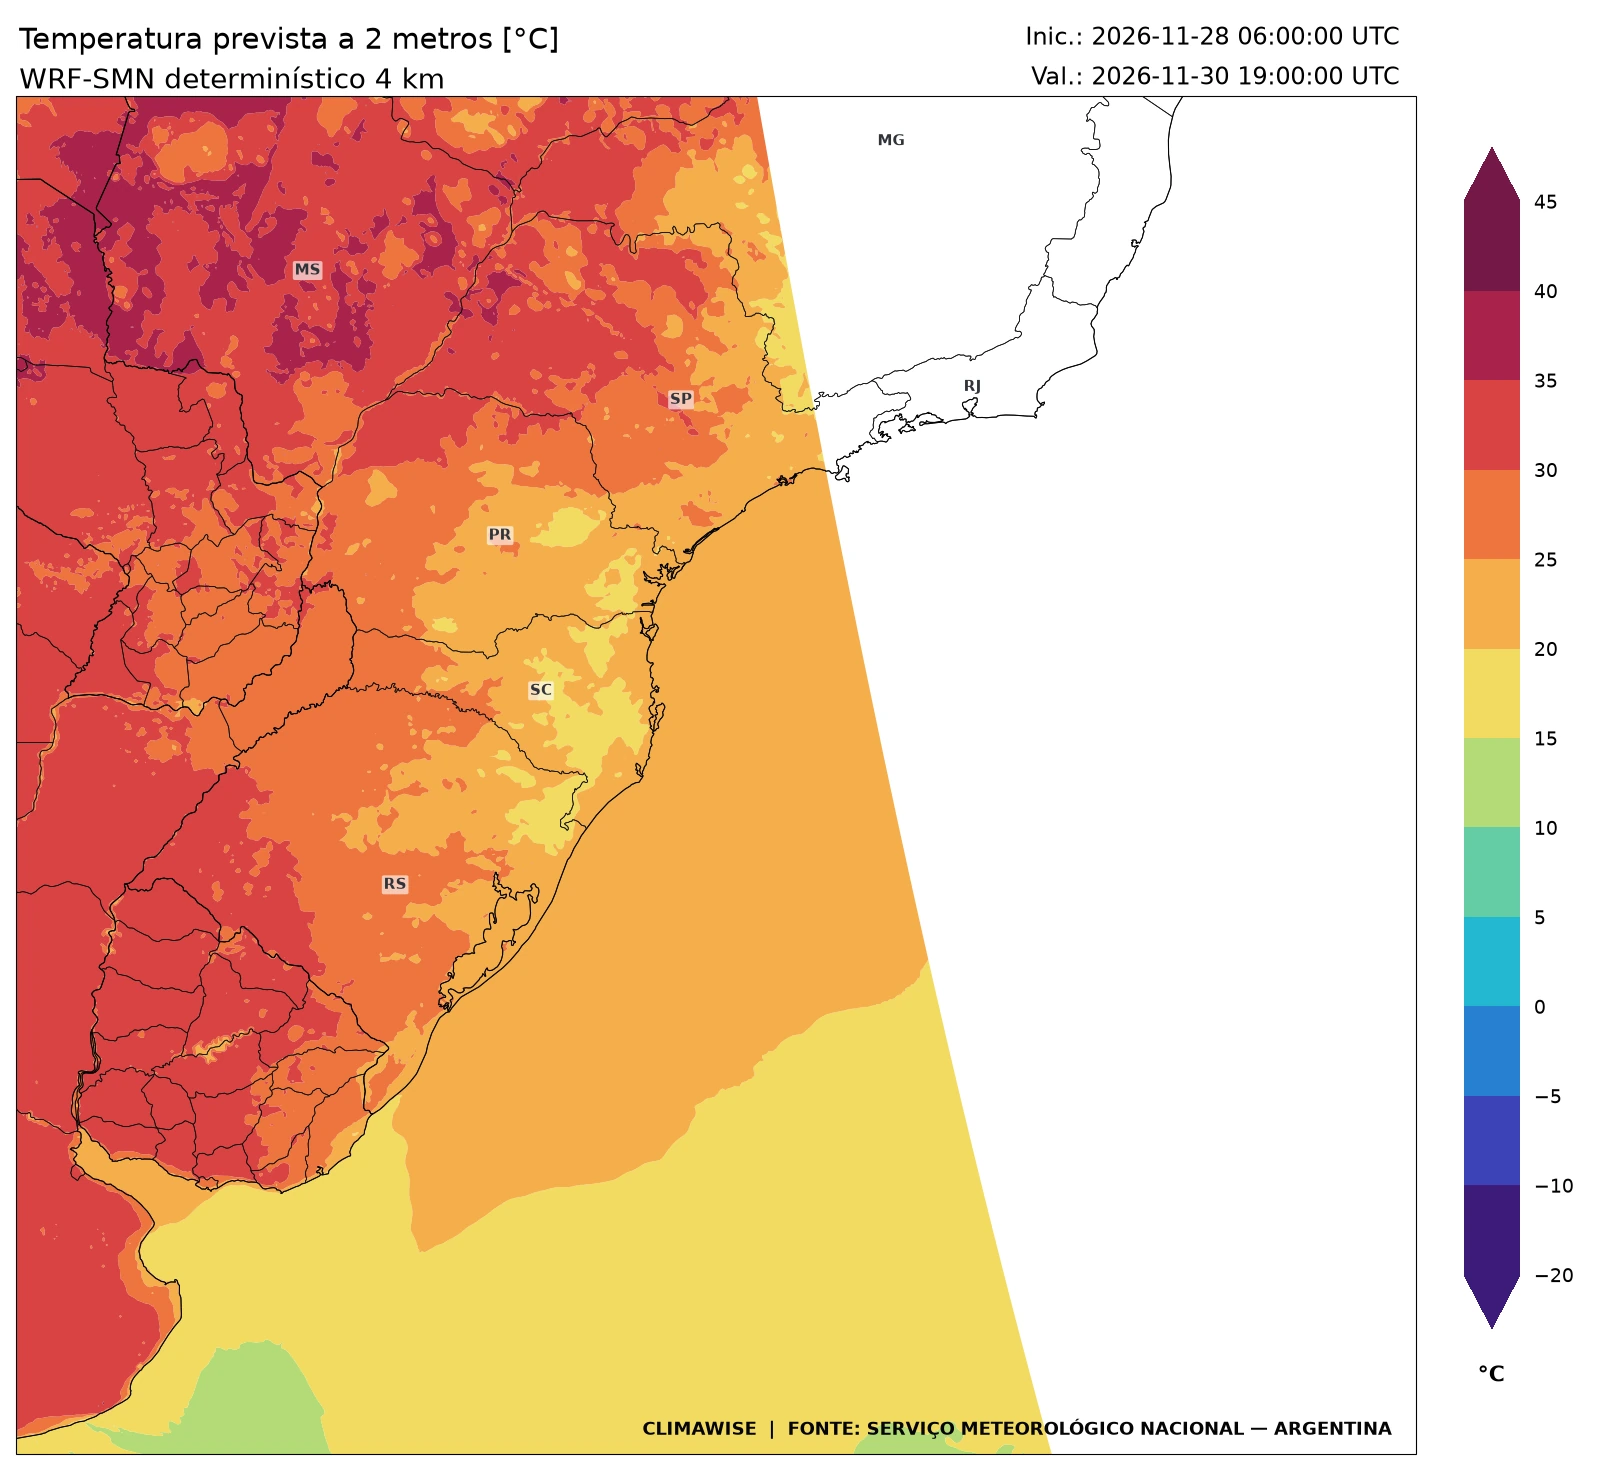 Temperatura prevista a 2 metros [°C]
WRF-SMN determinístico 4 km
Inic.: 2026-11-28 06:00:00 UTC
Val.: 2026-11-30 19:00:00 UTC
MG
MS
RJ
SP
PR
SC
RS
45
40
35
30
25
20
15
10
5
0
−5
−10
−20
°C
CLIMAWISE | FONTE: SERVIÇO METEOROLÓGICO NACIONAL — ARGENTINA